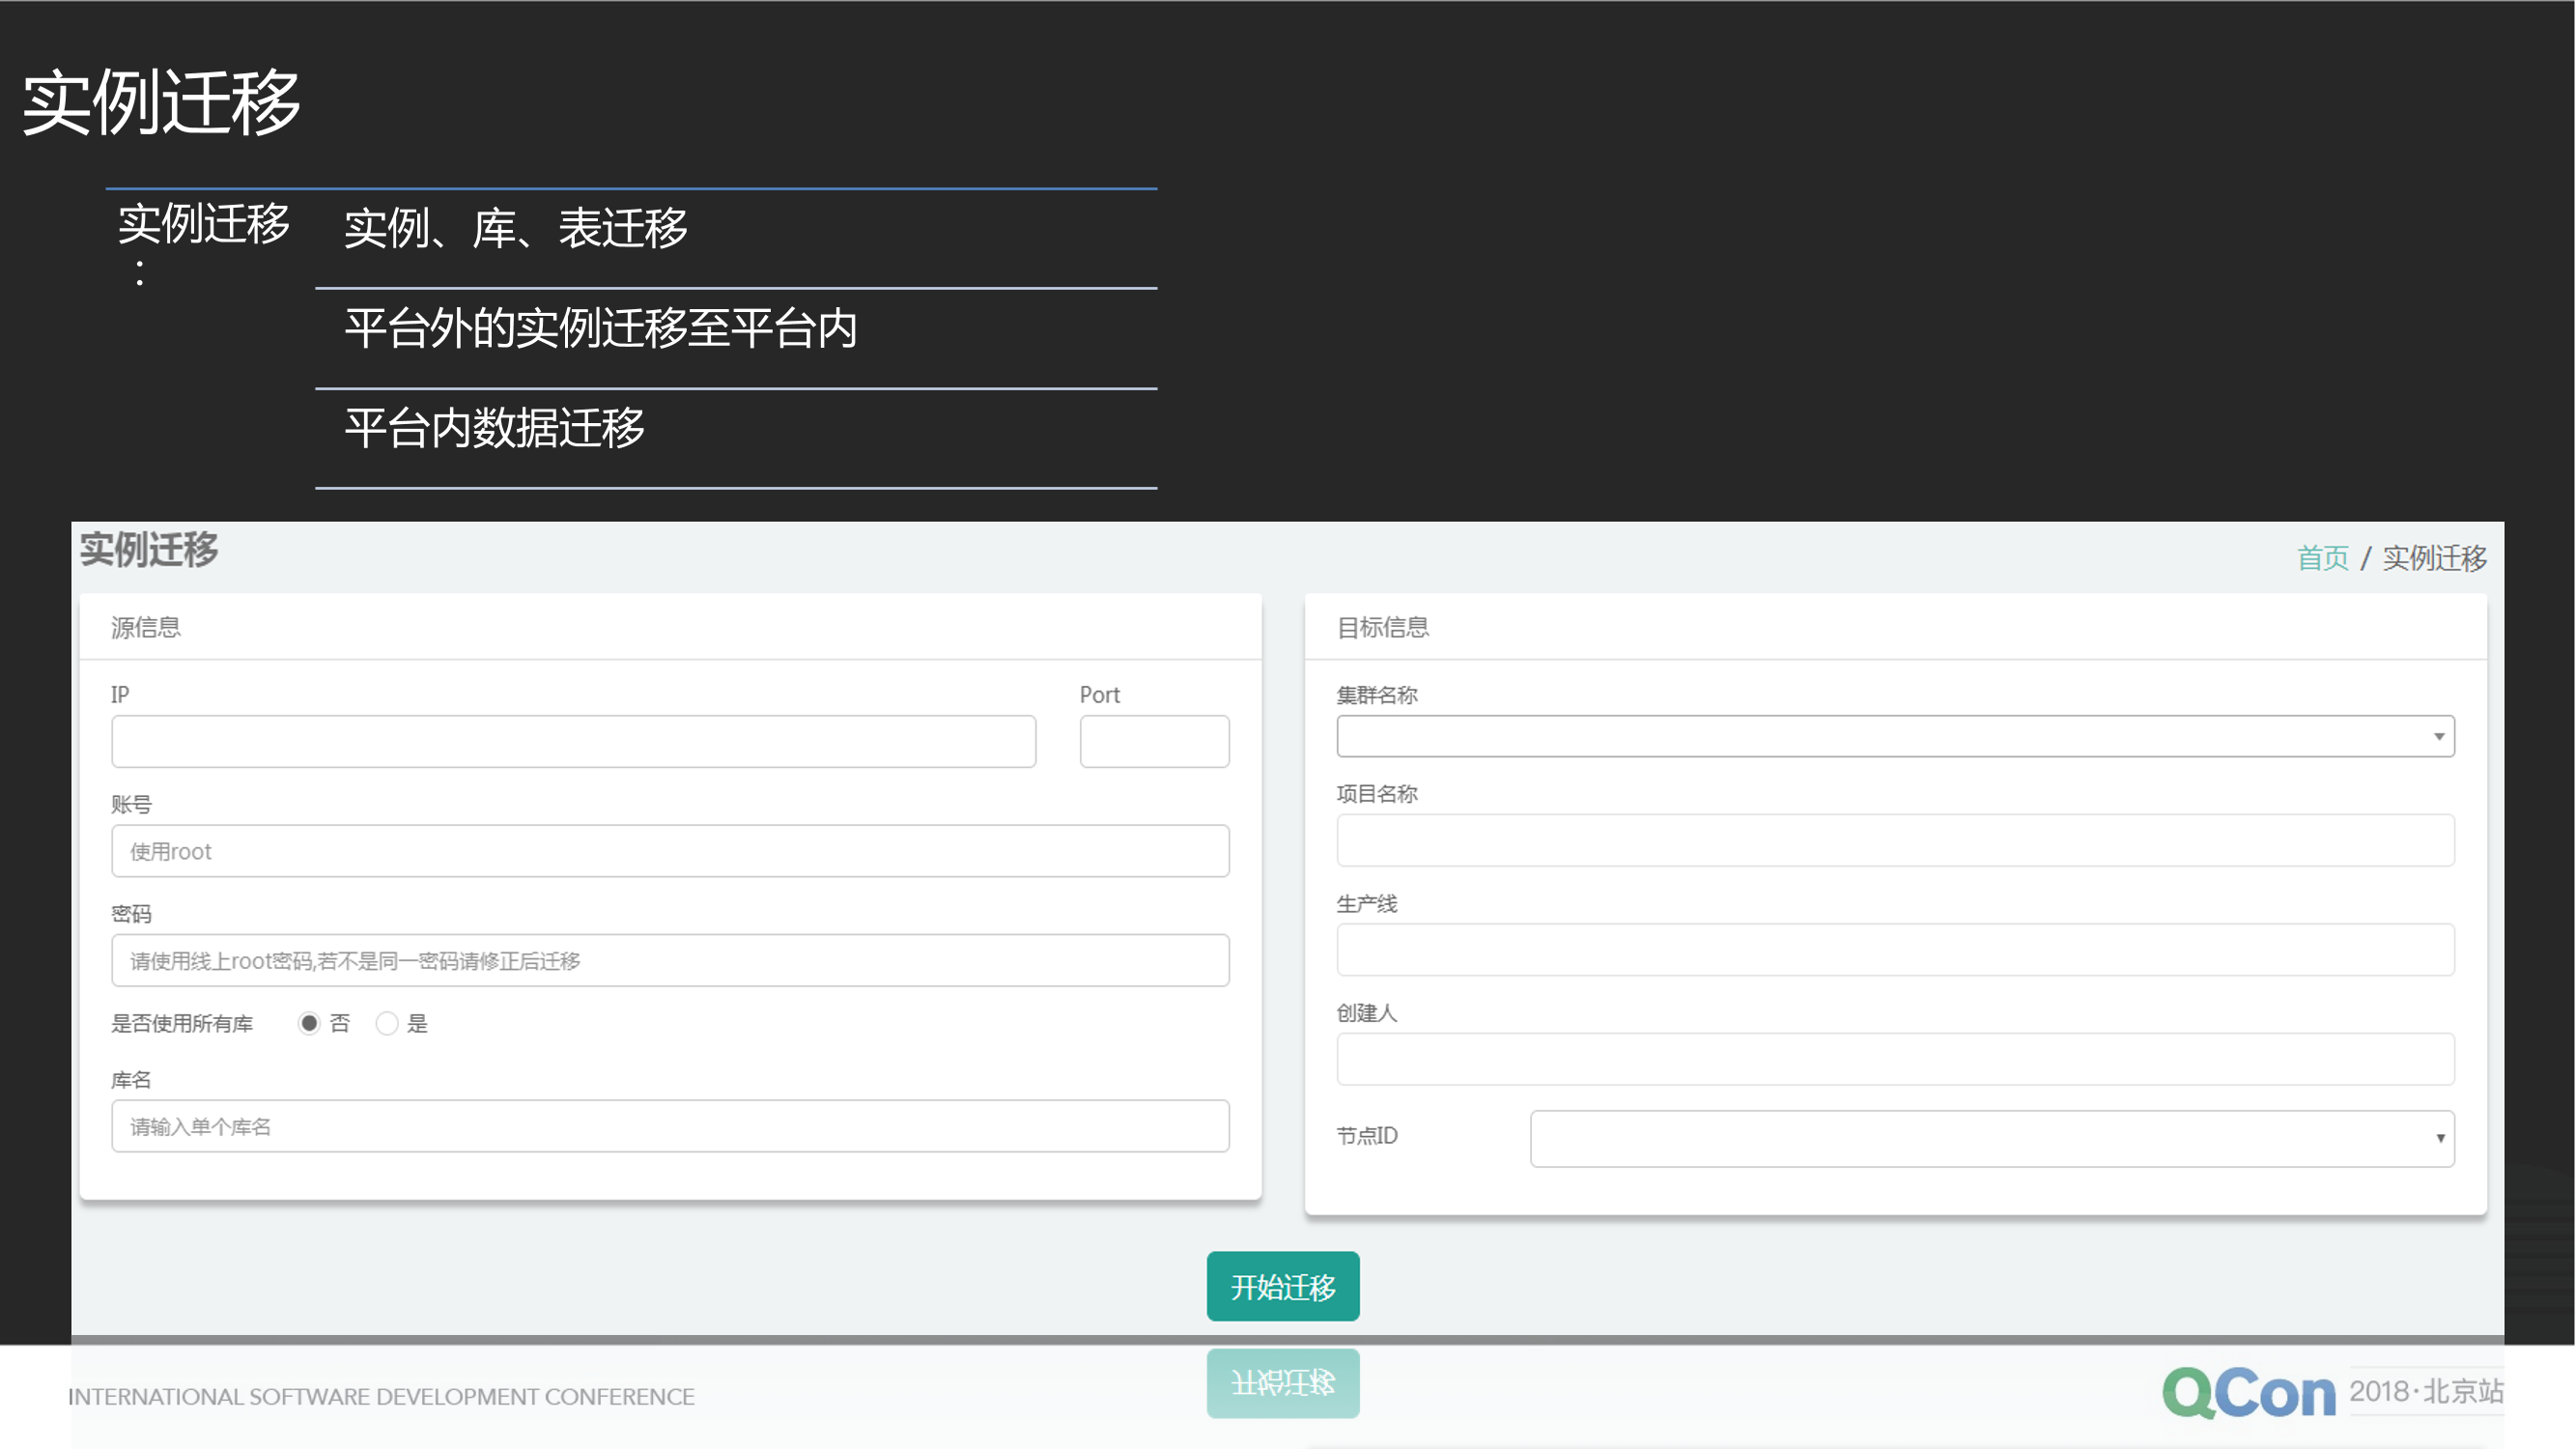 实例迁移
实例迁移
：
实例、库、表迁移
平台外的实例迁移至平台内
平台内数据迁移
实例迁移
首页 / 实例迁移
源信息
IP
Port
账号
使用root
密码
请使用线上root密码,若不是同一密码请修正后迁移
是否使用所有库 否 是
库名
请输入单个库名
目标信息
集群名称
项目名称
生产线
创建人
节点ID
开始迁移
开始迁移
INTERNATIONAL SOFTWARE DEVELOPMENT CONFERENCE
QCon 2018·北京站